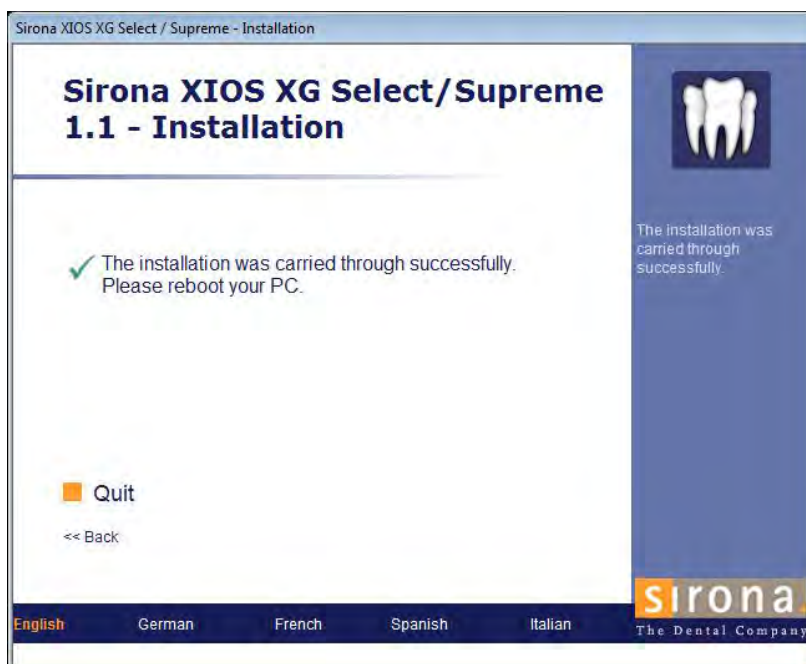 Sirona XIOS XG Select / Supreme - Installation
Sirona XIOS XG Select/Supreme
1.1 - Installation
The installation was carried through successfully.
Please reboot your PC.
The installation was
carried through
successfully.
Quit
<< Back
English German French Spanish Italian
sirona.
The Dental Company